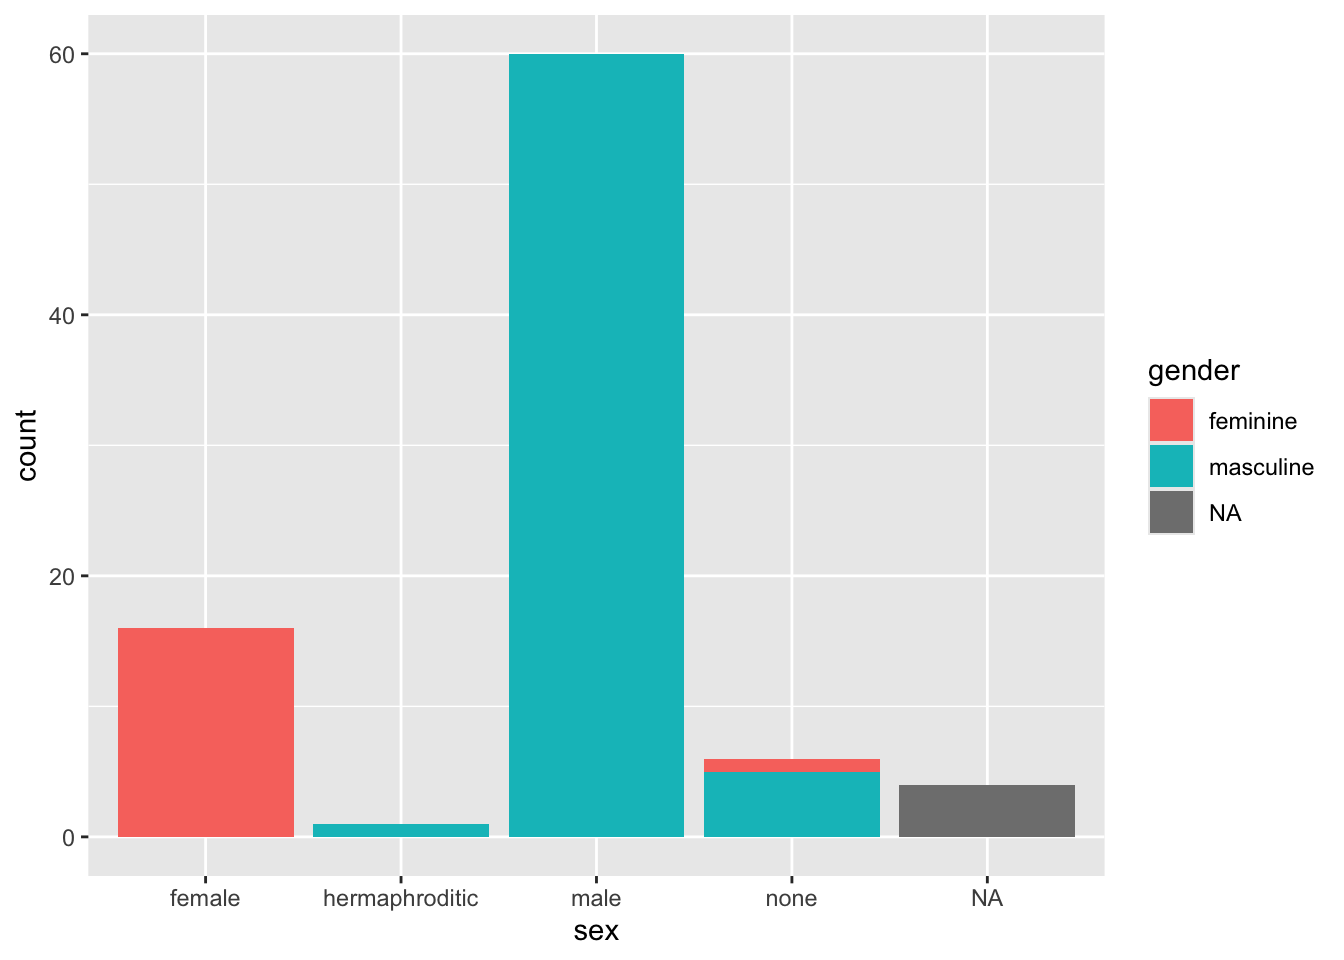 60
40
20
0
count
female hermaphroditic male none NA
sex
gender
feminine
masculine
NA